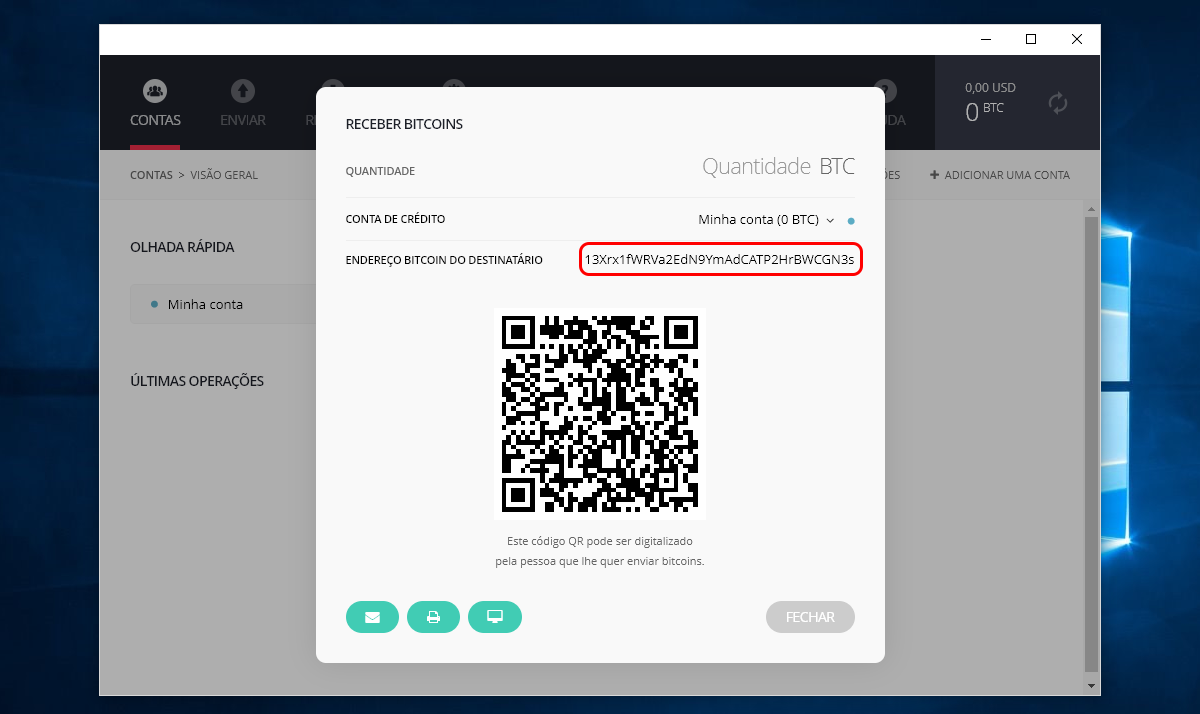 CONTAS
ENVIAR
0,00 USD
0 BTC
CONTAS > VISÃO GERAL
ADICIONAR UMA CONTA
OLHADA RÁPIDA
Minha conta
ÚLTIMAS OPERAÇÕES
RECEBER BITCOINS
QUANTIDADE
Quantidade BTC
CONTA DE CRÉDITO
Minha conta (0 BTC)
ENDEREÇO BITCOIN DO DESTINATÁRIO
13Xrx1fWRVa2EdN9YmAdCATP2HrBWCGN3s
Este código QR pode ser digitalizado
pela pessoa que lhe quer enviar bitcoins.
FECHAR